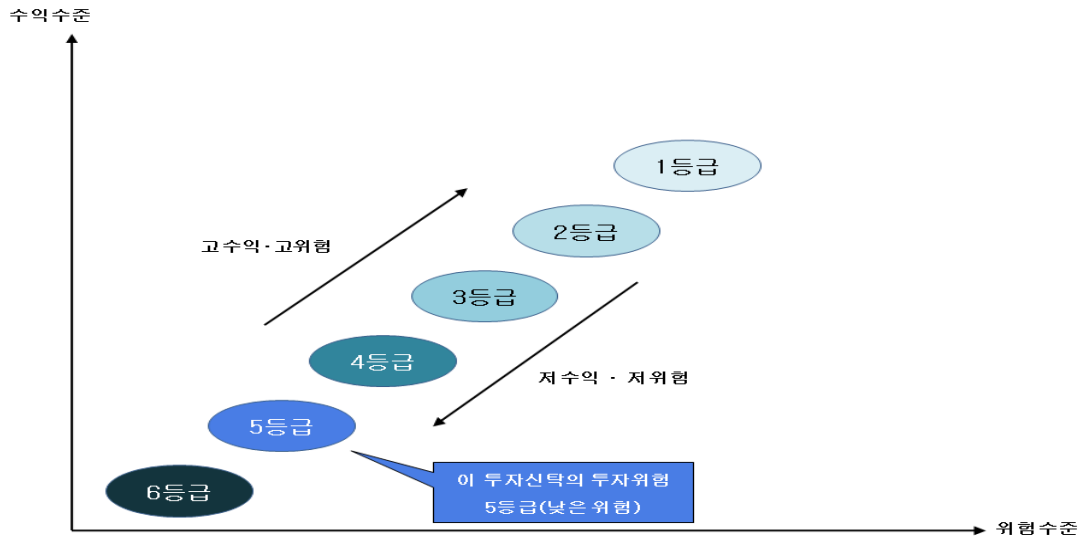 수익수준
1등급
2등급
고수익·고위험
3등급
4등급
저수익 · 저위험
5등급
이 투자신탁의 투자위험
5등급(낮은 위험)
6등급
위험수준